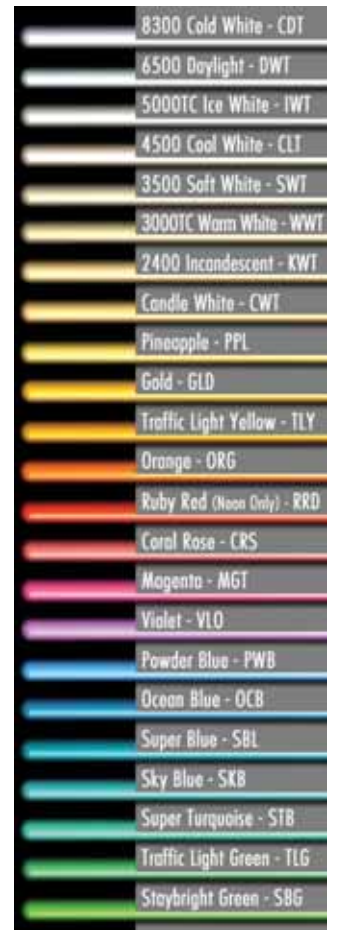 8300 Cold White - CDT
6500 Daylight - DWT
5000TC Ice White - IWT
4500 Cool White - CLT
3500 Soft White - SWT
3000TC Warm White - WWT
2400 Incandescent - KWT
Candle White - CWT
Pineapple - PPL
Gold - GLD
Traffic Light Yellow - TLY
Orange - ORG
Ruby Red (Neon Only) - RRD
Coral Rose - CRS
Magenta - MGT
Violet - VLO
Powder Blue - PWB
Ocean Blue - OCB
Super Blue - SBL
Sky Blue - SKB
Super Turquoise - STB
Traffic Light Green - TLG
Staybright Green - SBG